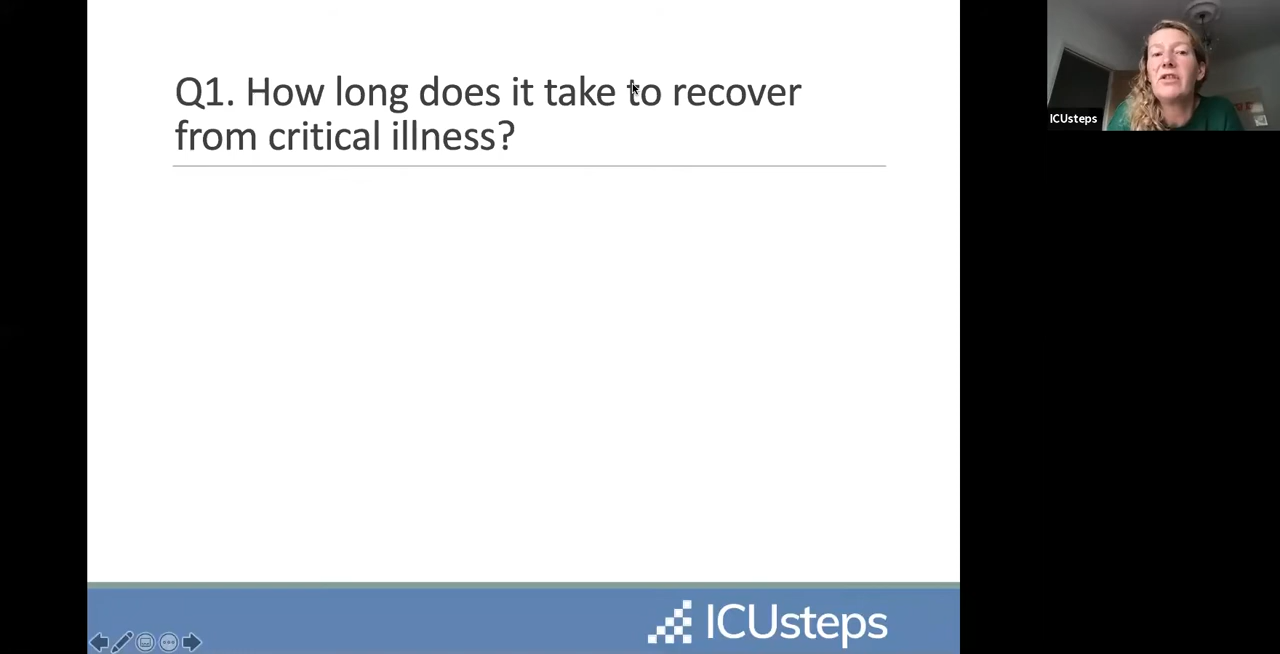 Q1. How long does it take to recover
from critical illness?
ICUsteps
ICUsteps